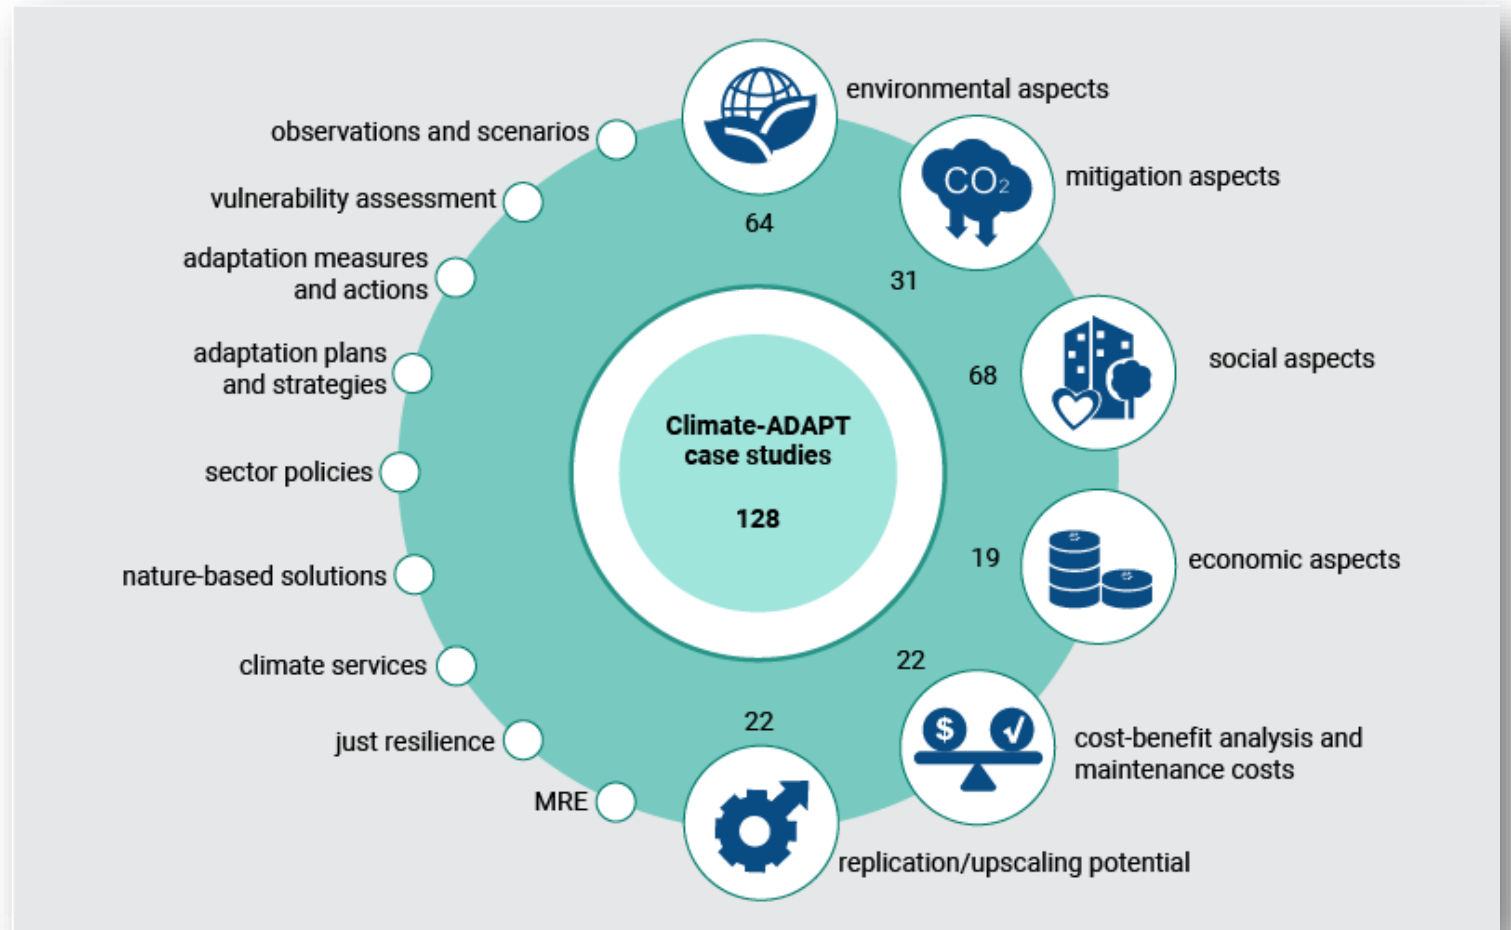 environmental aspects
observations and scenarios
CO₂
mitigation aspects
vulnerability assessment
64
adaptation measures
and actions
31
adaptation plans
and strategies
social aspects
68
Climate-ADAPT
case studies
128
sector policies
19
economic aspects
nature-based solutions
climate services
22
just resilience
22
$
cost-benefit analysis and
maintenance costs
MRE
replication/upscaling potential